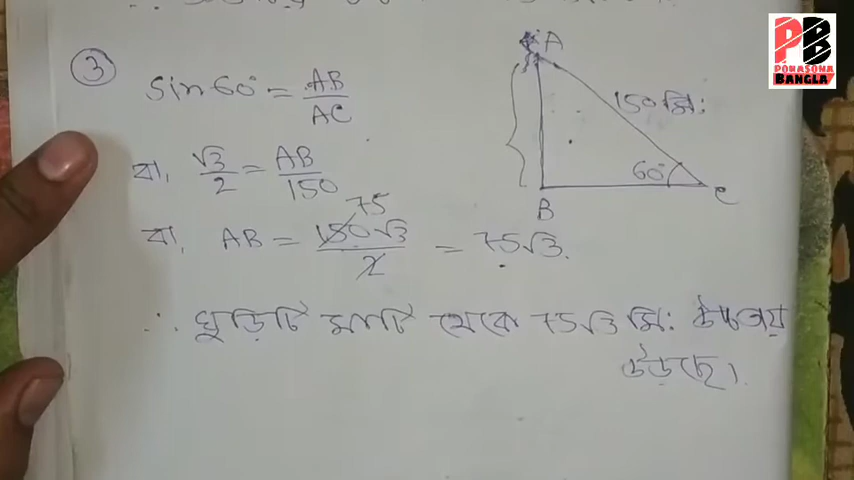 PB
PORASONA
BANGLA
③ sin 60° = AB/AC
বা, √3/2 = AB/150
75
বা, AB = 150√3/2 = 75√3.
∴ ঘুড়িটি মাটি থেকে 75√3 মি: উচ্চতায়
উড়ছে।
A
150 মি:
60°
B
C